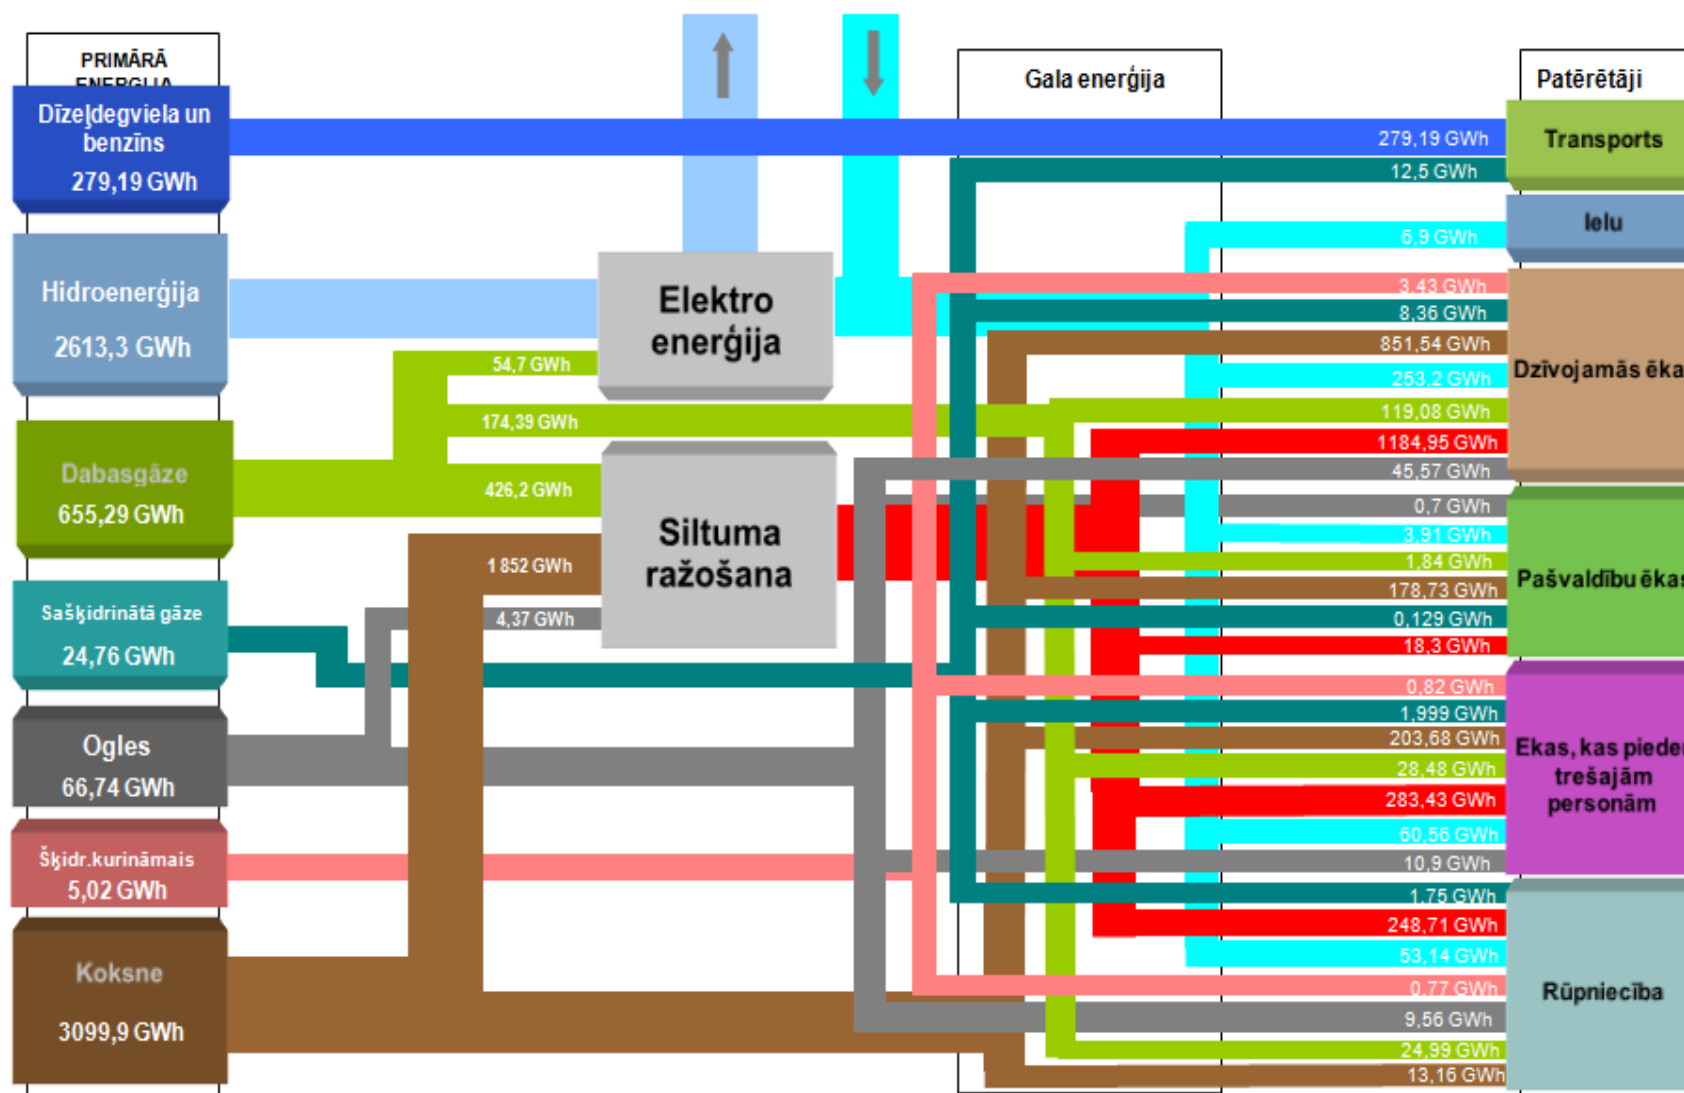 PRIMĀRĀ
ENERĢIJA
Dīzeļdegviela un
benzīns
279,19 GWh
Hidroenerģija
2613,3 GWh
Dabasgāze
655,29 GWh
Sašķidrinātā gāze
24,76 GWh
Ogles
66,74 GWh
Šķidr.kurināmais
5,02 GWh
Koksne
3099,9 GWh
Elektro
enerģija
54,7 GWh
174,39 GWh
426,2 GWh
1 852 GWh
4,37 GWh
Siltuma
ražošana
Gala enerģija
279,19 GWh
12,5 GWh
6,9 GWh
3,43 GWh
8,36 GWh
851,54 GWh
253,2 GWh
119,08 GWh
1184,95 GWh
45,57 GWh
0,7 GWh
3,91 GWh
1,84 GWh
178,73 GWh
0,129 GWh
18,3 GWh
0,82 GWh
1,999 GWh
203,68 GWh
28,48 GWh
283,43 GWh
60,56 GWh
10,9 GWh
1,75 GWh
248,71 GWh
53,14 GWh
0,77 GWh
9,56 GWh
24,99 GWh
13,16 GWh
Patērētāji
Transports
Ielu
Dzīvojamās ēka
Pašvaldību ēkas
Ekas, kas pieder
trešajām
personām
Rūpniecība